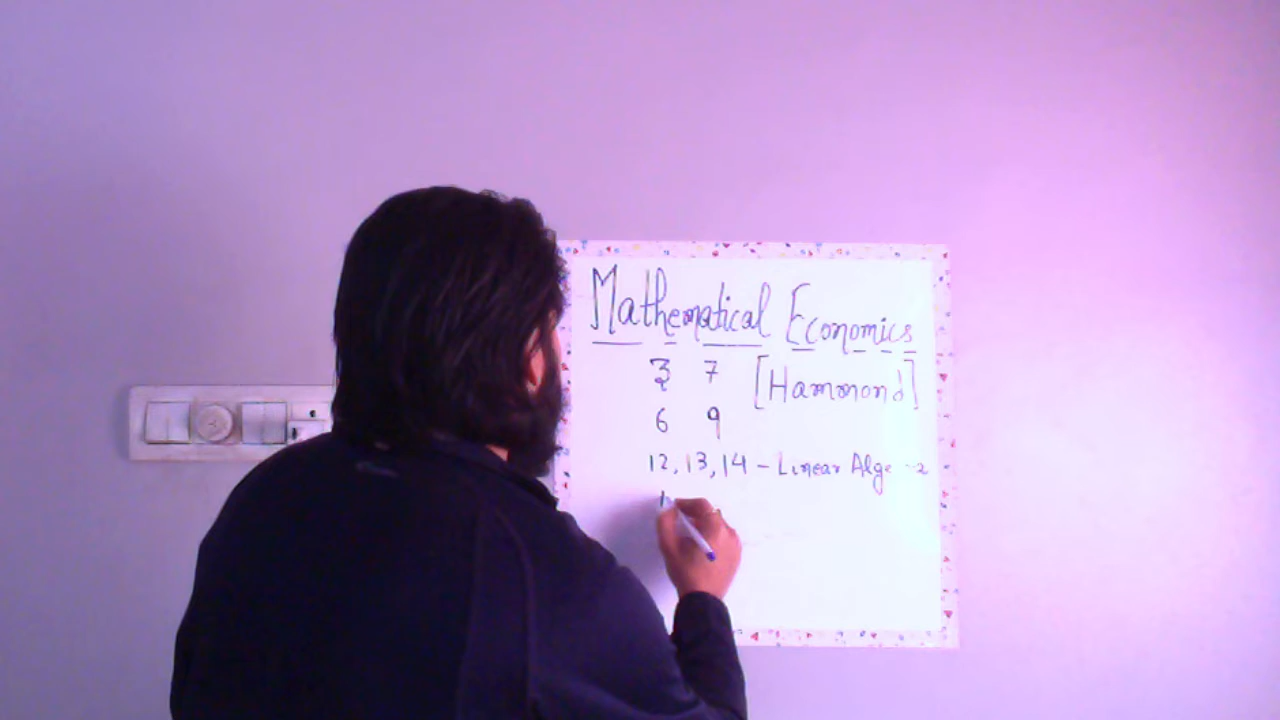 Mathematical Economics
3 7 [Hammond]
6 9
12, 13, 14 - Linear Alge